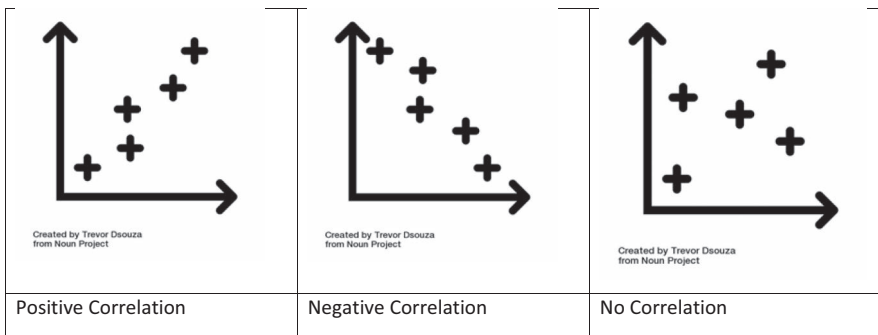 Created by Trevor Dsouza
from Noun Project
Created by Trevor Dsouza
from Noun Project
Created by Trevor Dsouza
from Noun Project
Positive Correlation
Negative Correlation
No Correlation